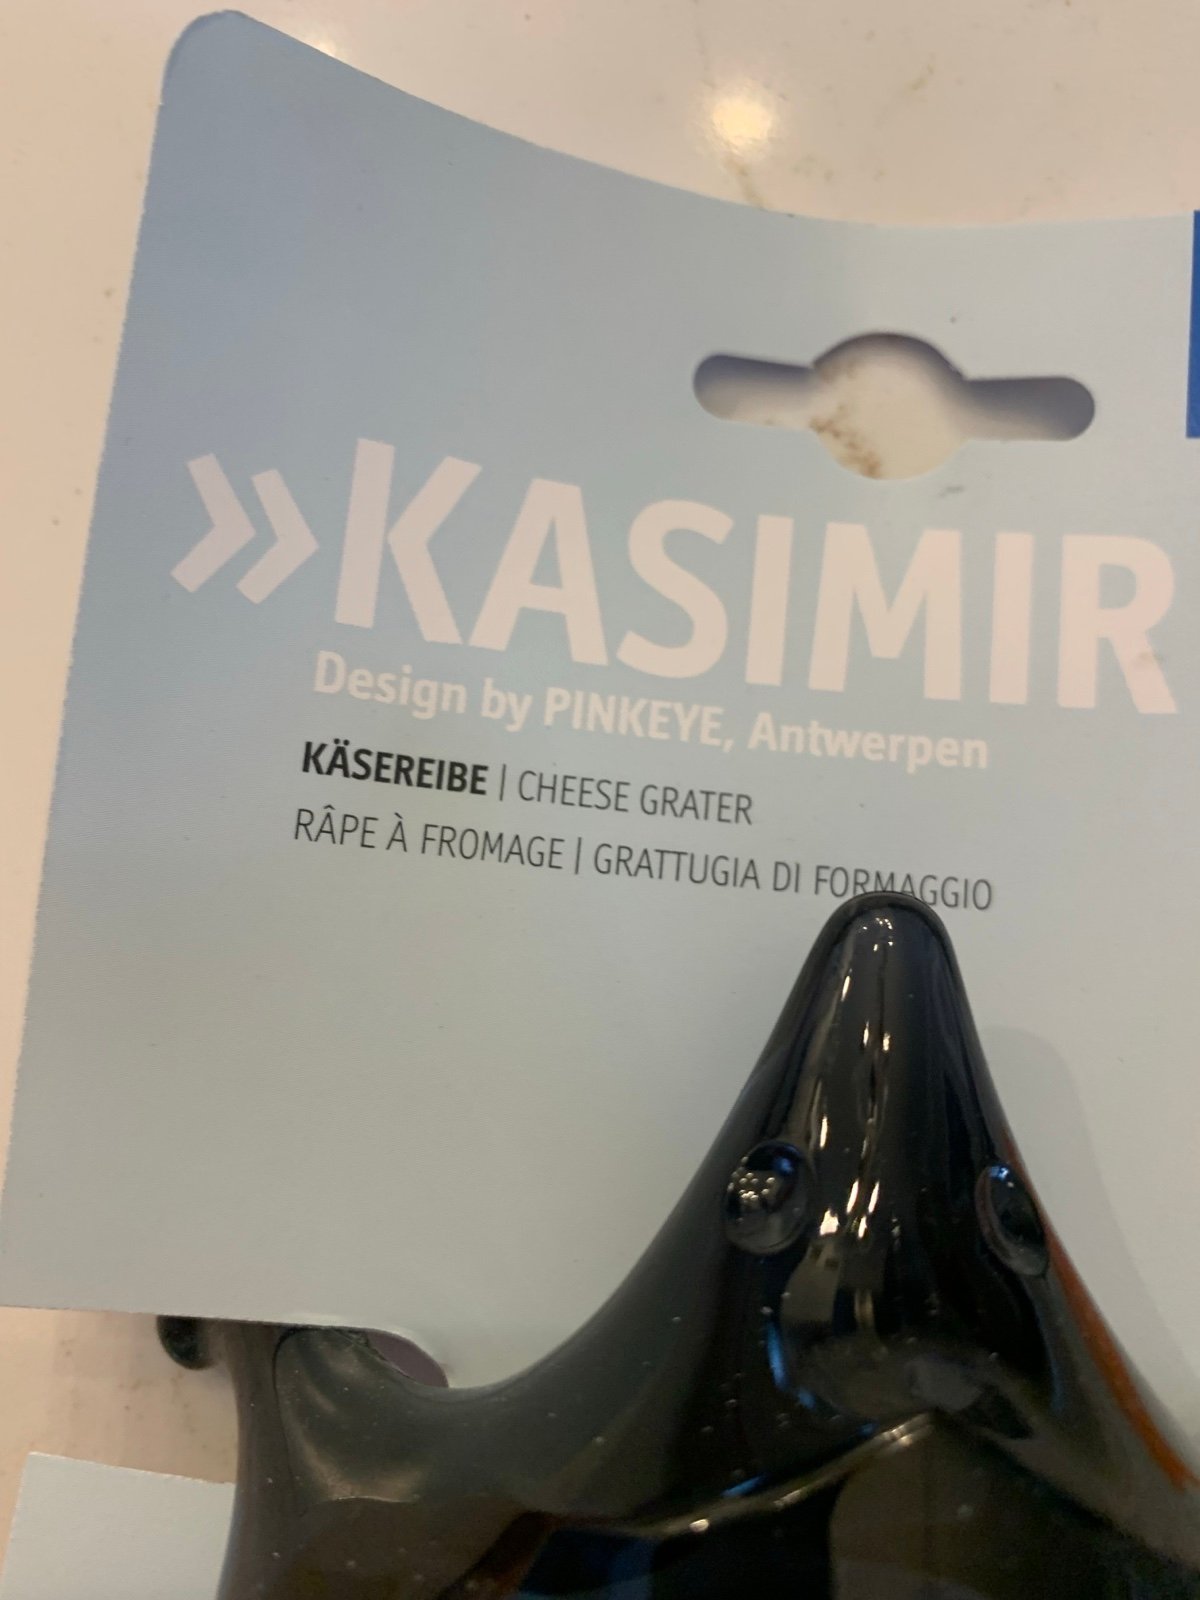 »KASIMIR
Design by PINKEYE, Antwerpen
KÄSEREIBE | CHEESE GRATER
RÂPE À FROMAGE | GRATTUGIA DI FORMAGGIO